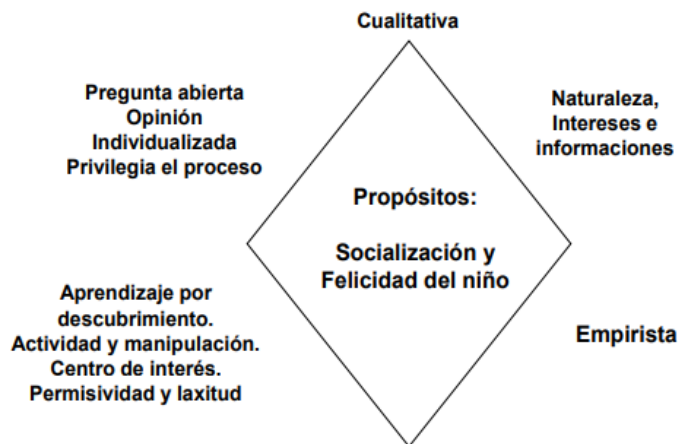 Cualitativa
Pregunta abierta
Opinión
Individualizada
Privilegia el proceso
Naturaleza,
Intereses e
informaciones
Propósitos:
Socialización y
Felicidad del niño
Aprendizaje por
descubrimiento.
Actividad y manipulación.
Centro de interés.
Permisividad y laxitud
Empirista